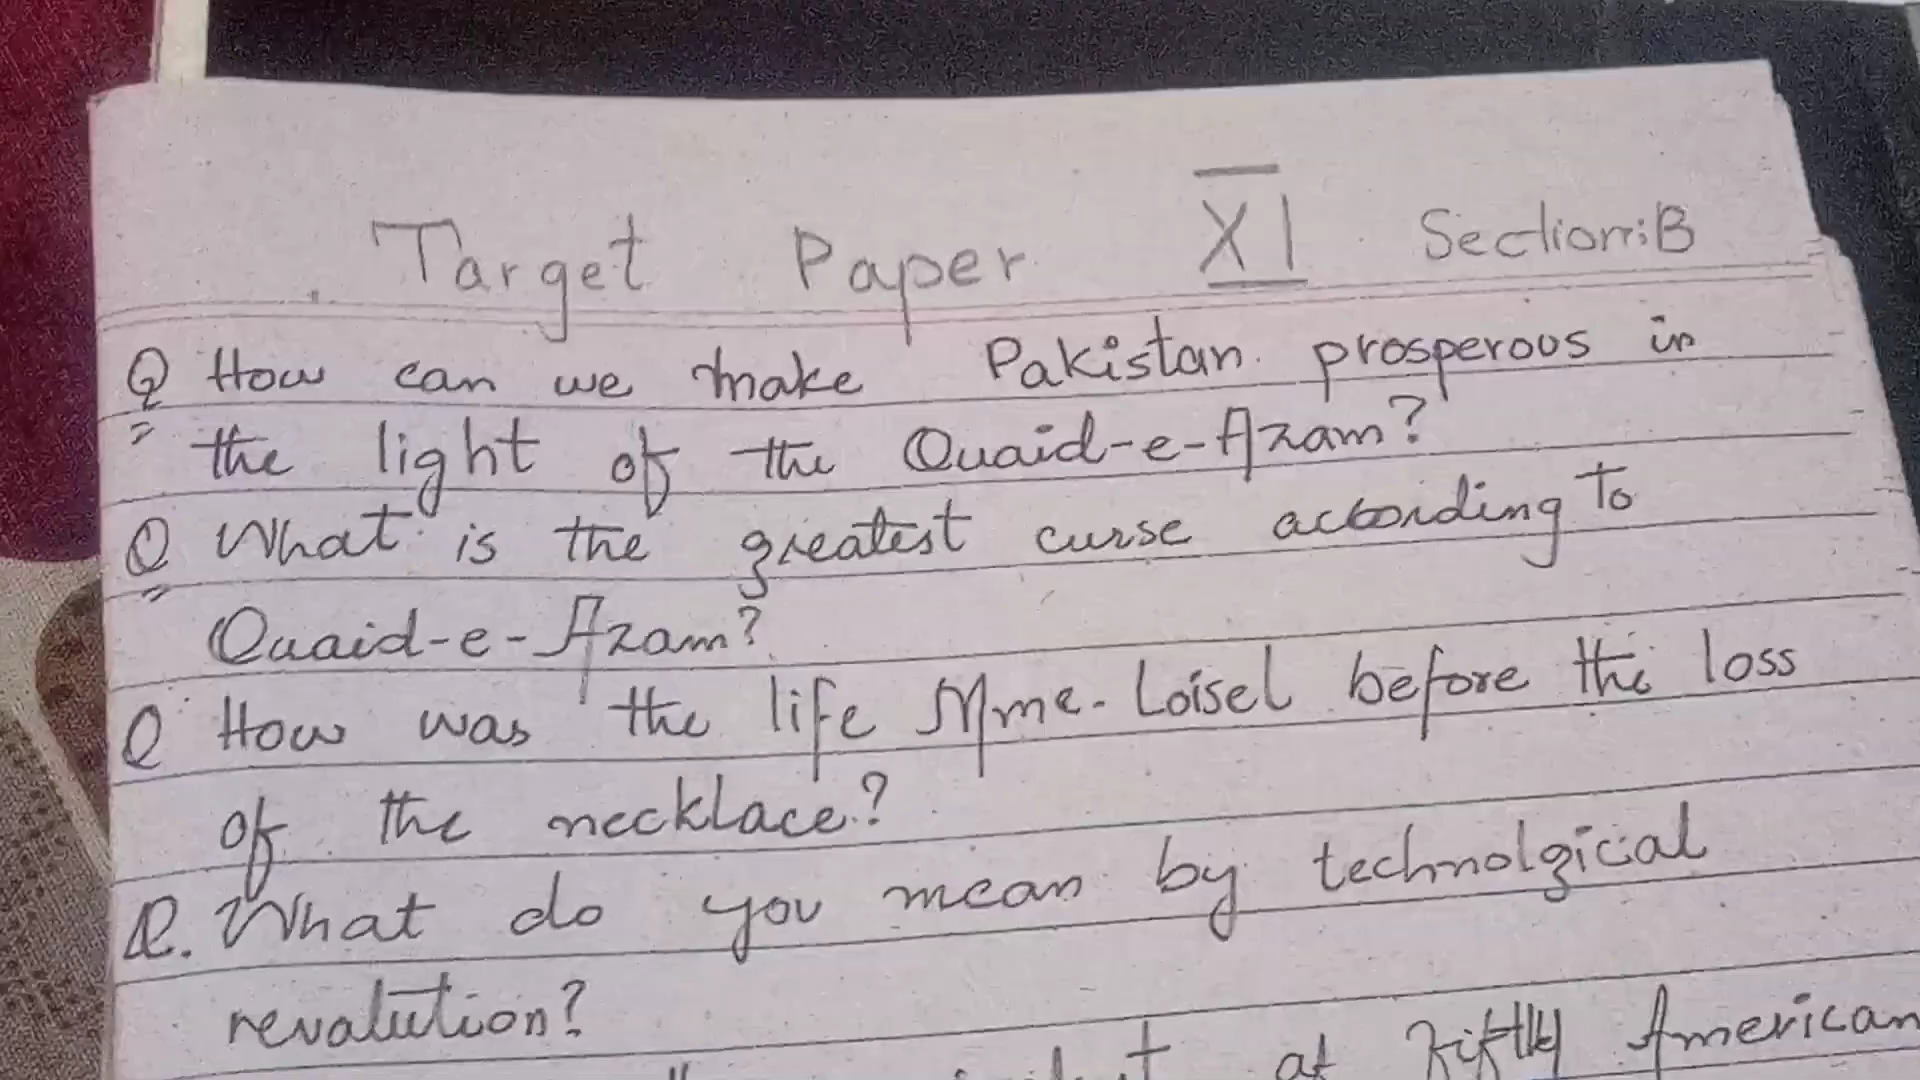 Target Paper XI Section:B
Q How can we make Pakistan prosperous in
the light of the Quaid-e-Azam?
Q What is the greatest curse according to
Quaid-e-Azam?
Q How was the life Mme. Loisel before the loss
of the necklace?
Q. What do you mean by technolgical
revalution?
at American